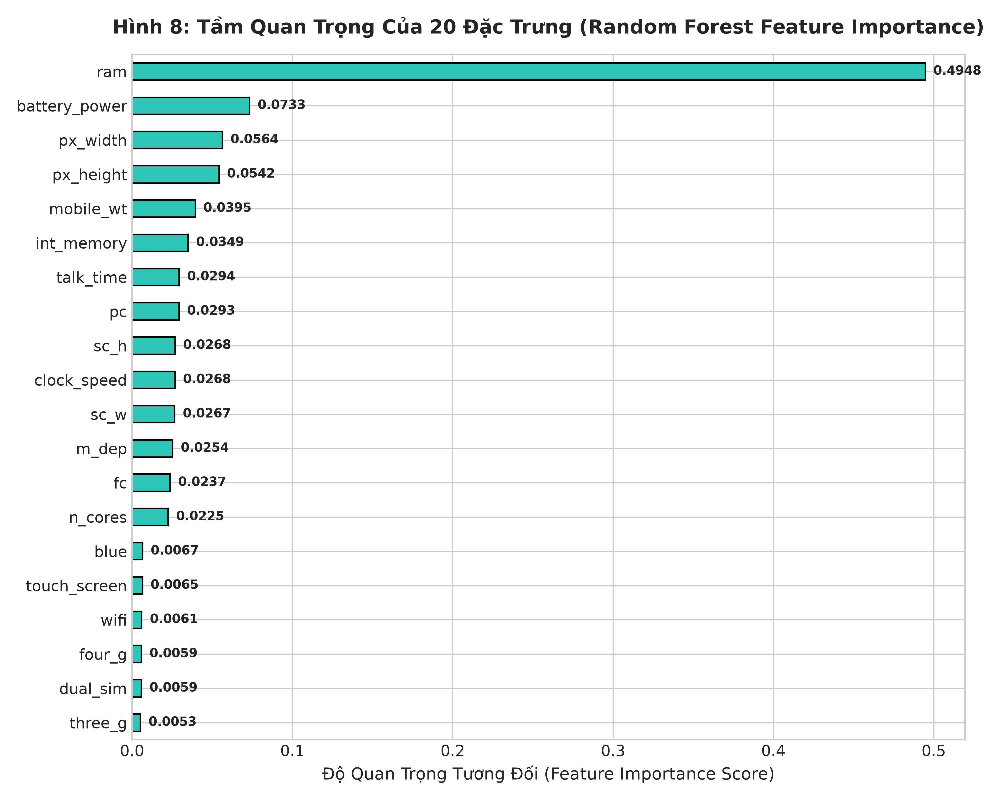 Hình 8: Tầm Quan Trọng Của 20 Đặc Trưng (Random Forest Feature Importance)
ram 0.4948
battery_power 0.0733
px_width 0.0564
px_height 0.0542
mobile_wt 0.0395
int_memory 0.0349
talk_time 0.0294
pc 0.0293
sc_h 0.0268
clock_speed 0.0268
sc_w 0.0267
m_dep 0.0254
fc 0.0237
n_cores 0.0225
blue 0.0067
touch_screen 0.0065
wifi 0.0061
four_g 0.0059
dual_sim 0.0059
three_g 0.0053
0.0 0.1 0.2 0.3 0.4 0.5
Độ Quan Trọng Tương Đối (Feature Importance Score)